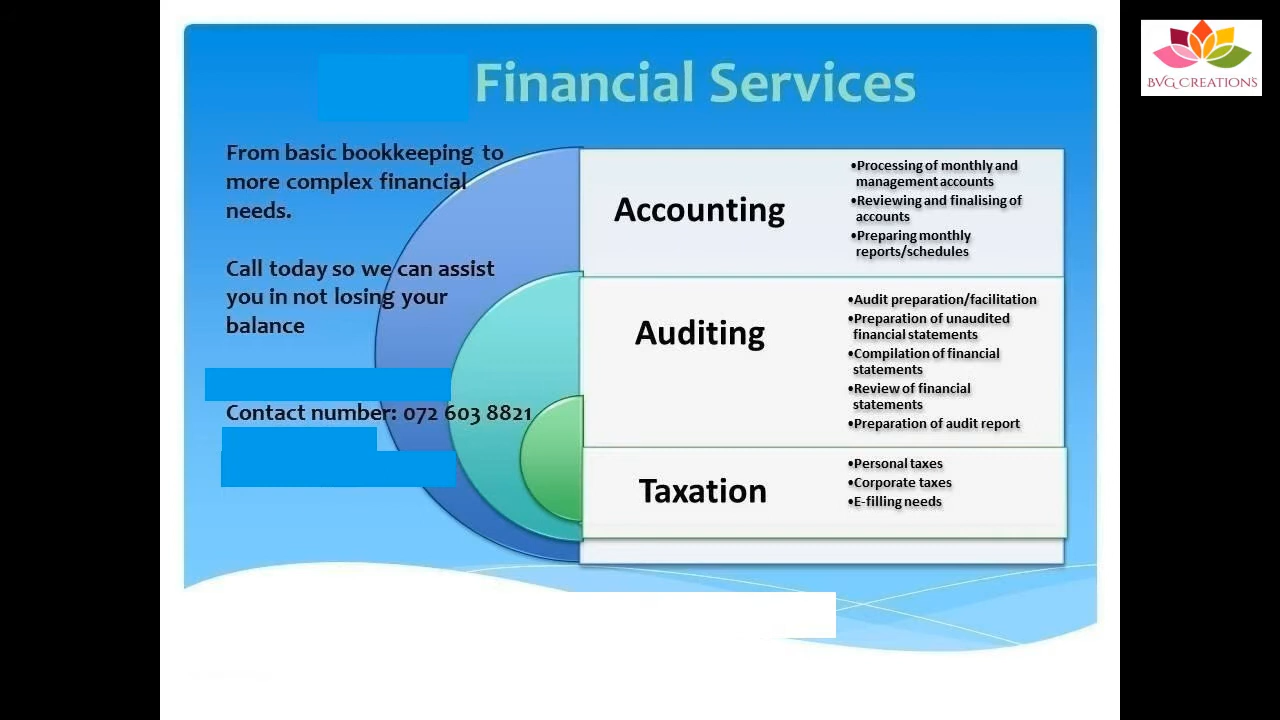 Financial Services
BVG CREATIONS
From basic bookkeeping to
more complex financial
needs.
Call today so we can assist
you in not losing your
balance
Contact number: 072 603 8821
Accounting
•Processing of monthly and
management accounts
•Reviewing and finalising of
accounts
•Preparing monthly
reports/schedules
Auditing
•Audit preparation/facilitation
•Preparation of unaudited
financial statements
•Compilation of financial
statements
•Review of financial
statements
•Preparation of audit report
Taxation
•Personal taxes
•Corporate taxes
•E-filling needs